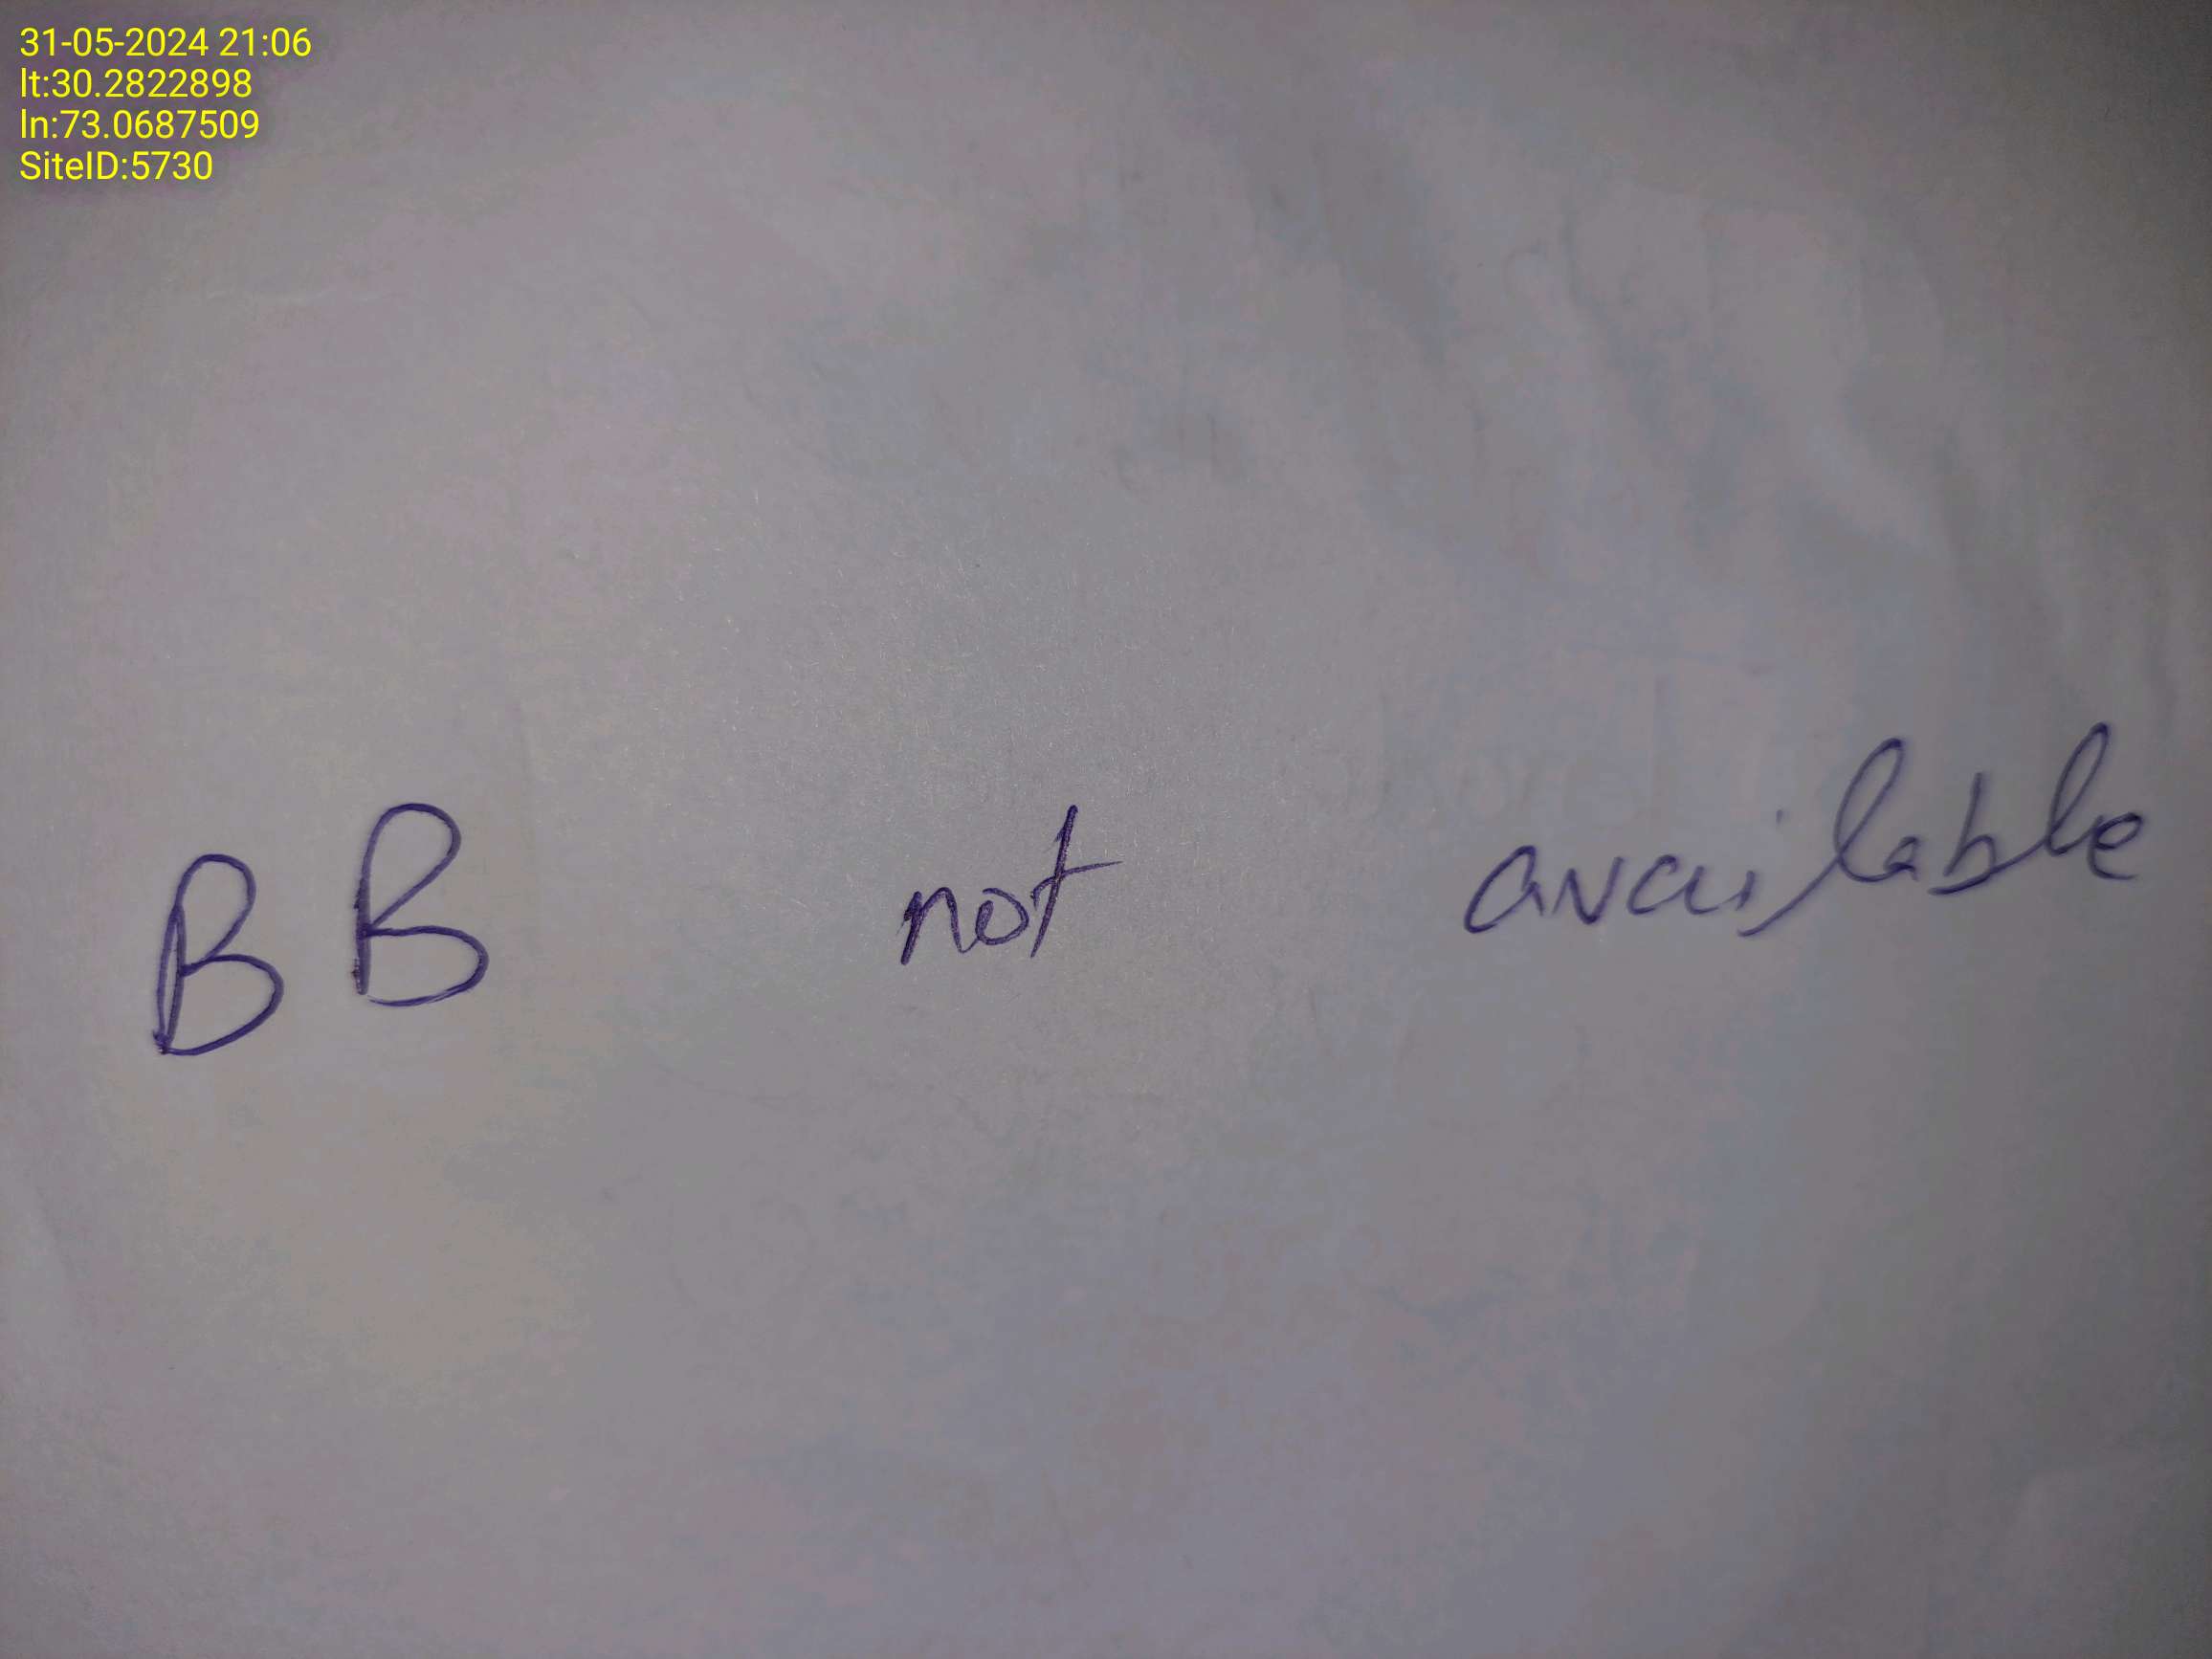 31-05-2024 21:06
lt:30.2822898
ln:73.0687509
SiteID:5730
BB not available